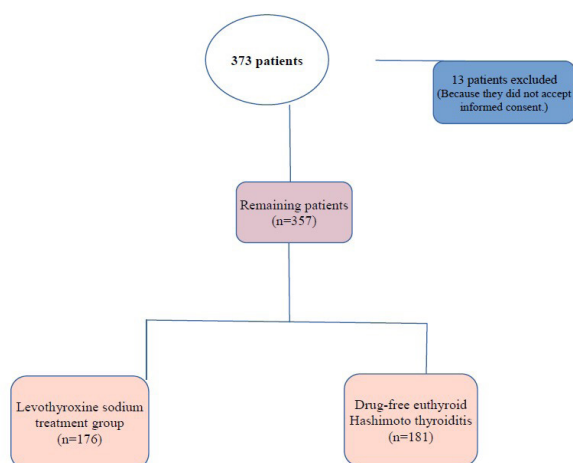 373 patients
13 patients excluded
(Because they did not accept
informed consent.)
Remaining patients
(n=357)
Levothyroxine sodium
treatment group
(n=176)
Drug-free euthyroid
Hashimoto thyroiditis
(n=181)